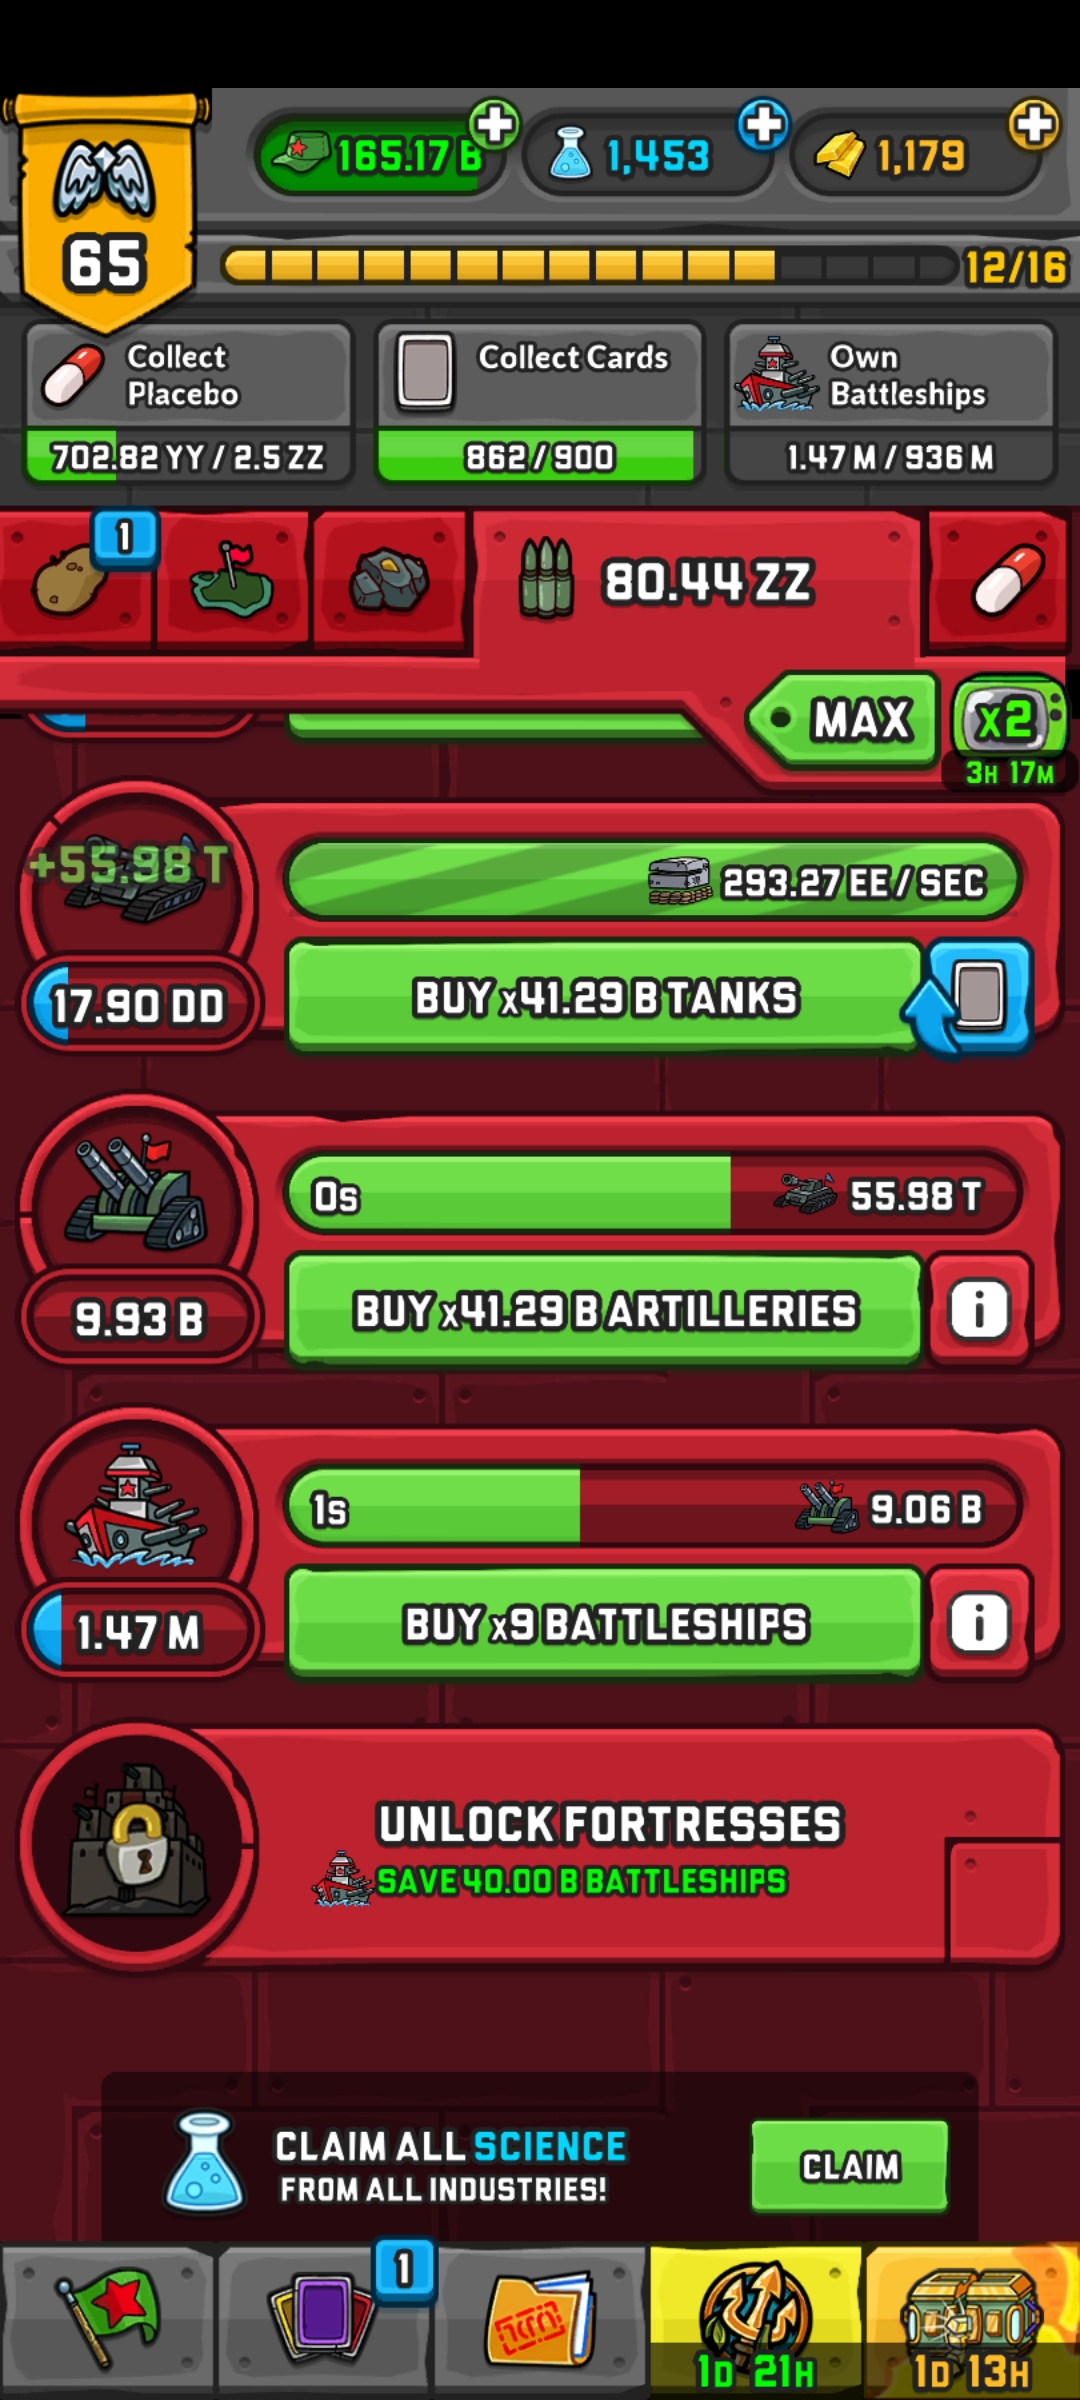 165.17 B
1,453
1,179
65
12/16
Collect
Placebo
702.82 YY / 2.5 ZZ
Collect Cards
862/900
Own
Battleships
1.47 M / 936 M
1
80.44 ZZ
MAX
x2
3H 17M
+55.98 T
293.27 EE / SEC
17.90 DD
BUY x41.29 B TANKS
0s
55.98 T
9.93 B
BUY x41.29 B ARTILLERIES
i
1s
9.06 B
1.47 M
BUY x9 BATTLESHIPS
i
UNLOCK FORTRESSES
SAVE 40.00 B BATTLESHIPS
CLAIM ALL SCIENCE
FROM ALL INDUSTRIES!
CLAIM
1
1D 21H
1D 13H